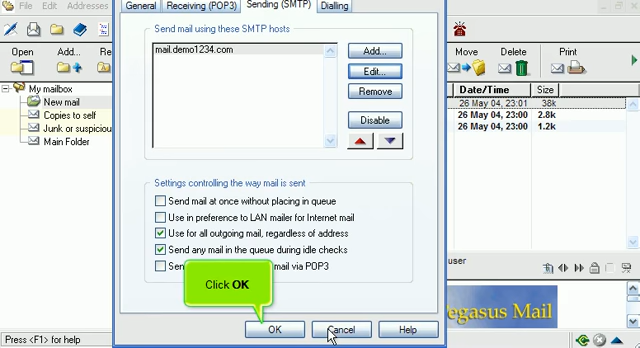 File Edit Addresses
General Receiving (POP3) Sending (SMTP) Dialling
Open Add... Re
Move Delete Print
Send mail using these SMTP hosts
mail.demo1234.com
Add...
Edit...
Remove
Disable
My mailbox
New mail
Copies to self
Junk or suspiciou
Main Folder
Date/Time Size
26 May 04, 23:01 38k
26 May 04, 23:00 2.8k
26 May 04, 23:00 1.2k
Settings controlling the way mail is sent
Send mail at once without placing in queue
Use in preference to LAN mailer for Internet mail
Use for all outgoing mail, regardless of address
Send any mail in the queue during idle checks
Sen mail via POP3
Click OK
user
egasus Mail
OK Cancel Help
Press <F1> for help